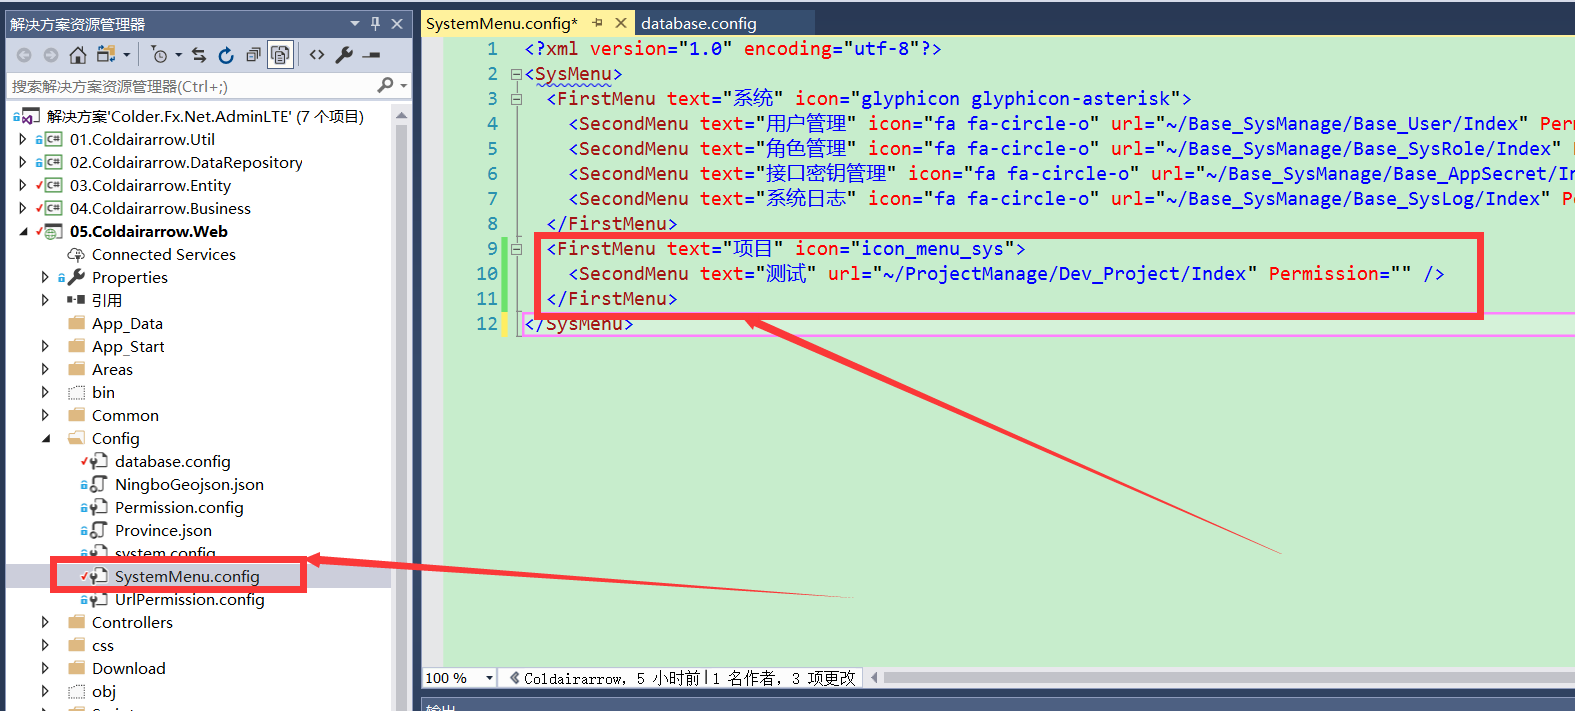 解决方案资源管理器
搜索解决方案资源管理器(Ctrl+;)
解决方案'Colder.Fx.Net.AdminLTE' (7 个项目)
01.Coldairarrow.Util
02.Coldairarrow.DataRepository
03.Coldairarrow.Entity
04.Coldairarrow.Business
05.Coldairarrow.Web
Connected Services
Properties
引用
App_Data
App_Start
Areas
bin
Common
Config
database.config
NingboGeojson.json
Permission.config
Province.json
system.config
SystemMenu.config
UrlPermission.config
Controllers
css
Download
obj
SystemMenu.config*
database.config
1 <?xml version="1.0" encoding="utf-8"?>
2 <SysMenu>
3 <FirstMenu text="系统" icon="glyphicon glyphicon-asterisk">
4 <SecondMenu text="用户管理" icon="fa fa-circle-o" url="~/Base_SysManage/Base_User/Index" Per
5 <SecondMenu text="角色管理" icon="fa fa-circle-o" url="~/Base_SysManage/Base_SysRole/Index"
6 <SecondMenu text="接口密钥管理" icon="fa fa-circle-o" url="~/Base_SysManage/Base_AppSecret/In
7 <SecondMenu text="系统日志" icon="fa fa-circle-o" url="~/Base_SysManage/Base_SysLog/Index" P
8 </FirstMenu>
9 <FirstMenu text="项目" icon="icon_menu_sys">
10 <SecondMenu text="测试" url="~/ProjectManage/Dev_Project/Index" Permission="" />
11 </FirstMenu>
12 </SysMenu>
100 %
Coldairarrow, 5 小时前|1 名作者, 3 项更改
输出